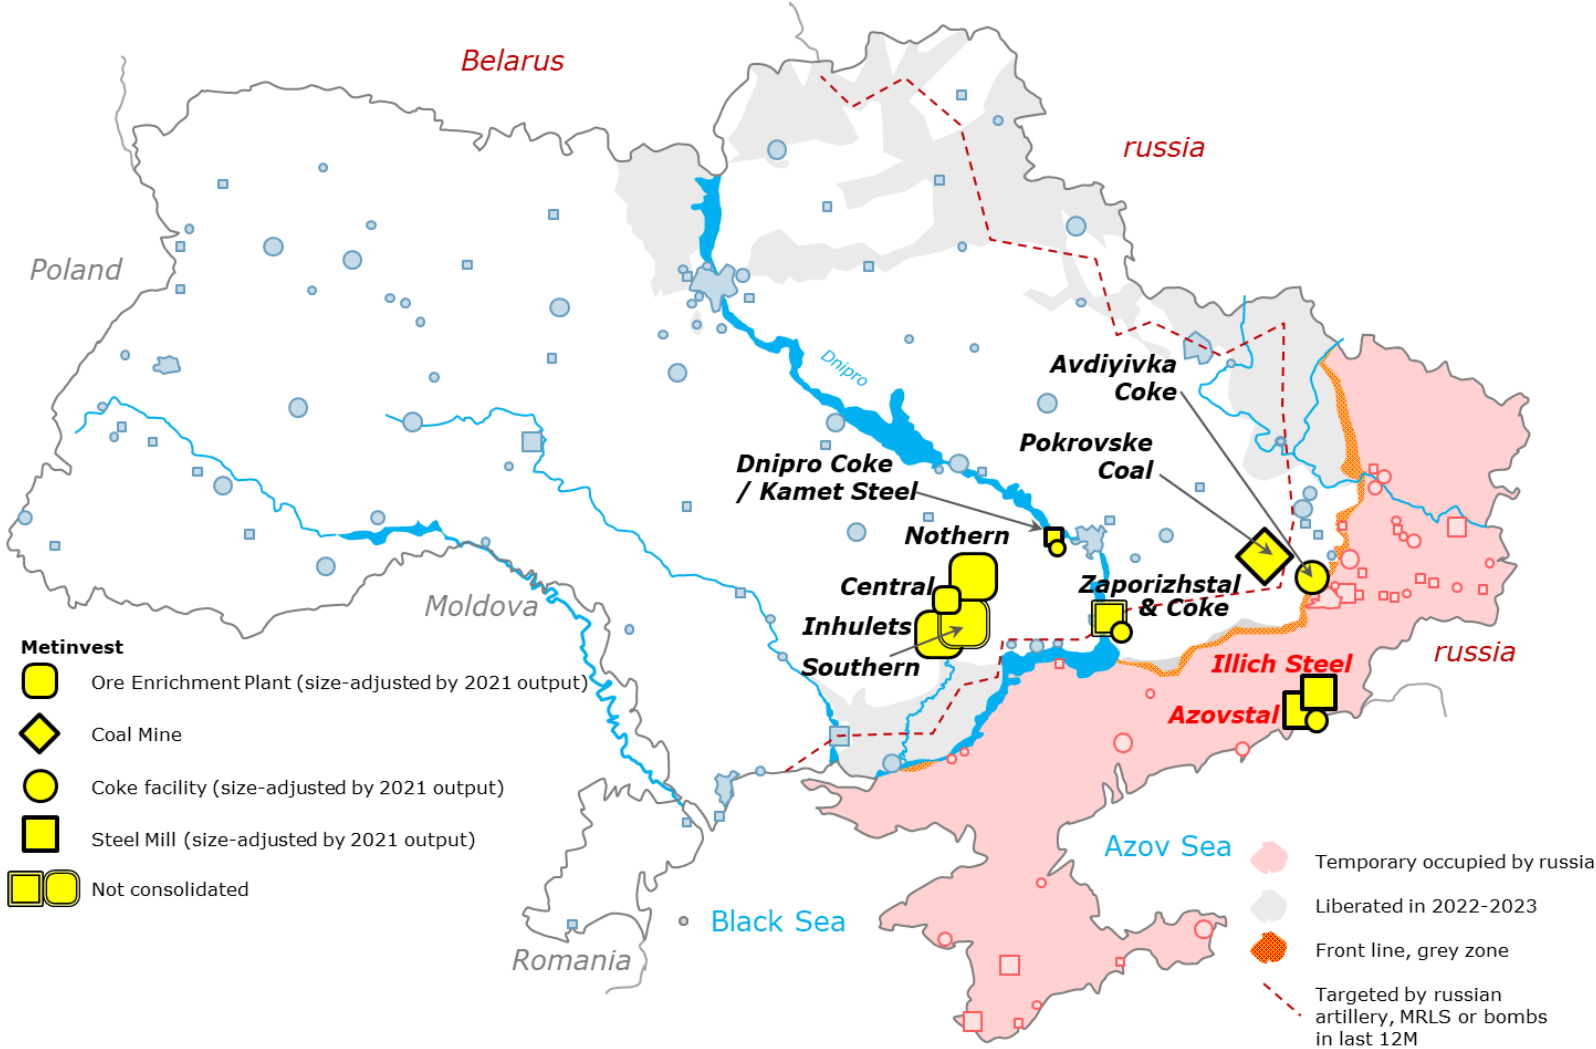 Belarus
russia
Poland
Dnipro
Avdiyivka
Coke
Pokrovske
Coal
Dnipro Coke
/ Kamet Steel
Nothern
Central
Zaporizhstal
& Coke
Inhulets
Southern
Moldova
Illich Steel
russia
Azovstal
Metinvest
Ore Enrichment Plant (size-adjusted by 2021 output)
Coal Mine
Coke facility (size-adjusted by 2021 output)
Steel Mill (size-adjusted by 2021 output)
Not consolidated
Azov Sea
Black Sea
Romania
Temporary occupied by russia
Liberated in 2022-2023
Front line, grey zone
Targeted by russian
artillery, MRLS or bombs
in last 12M